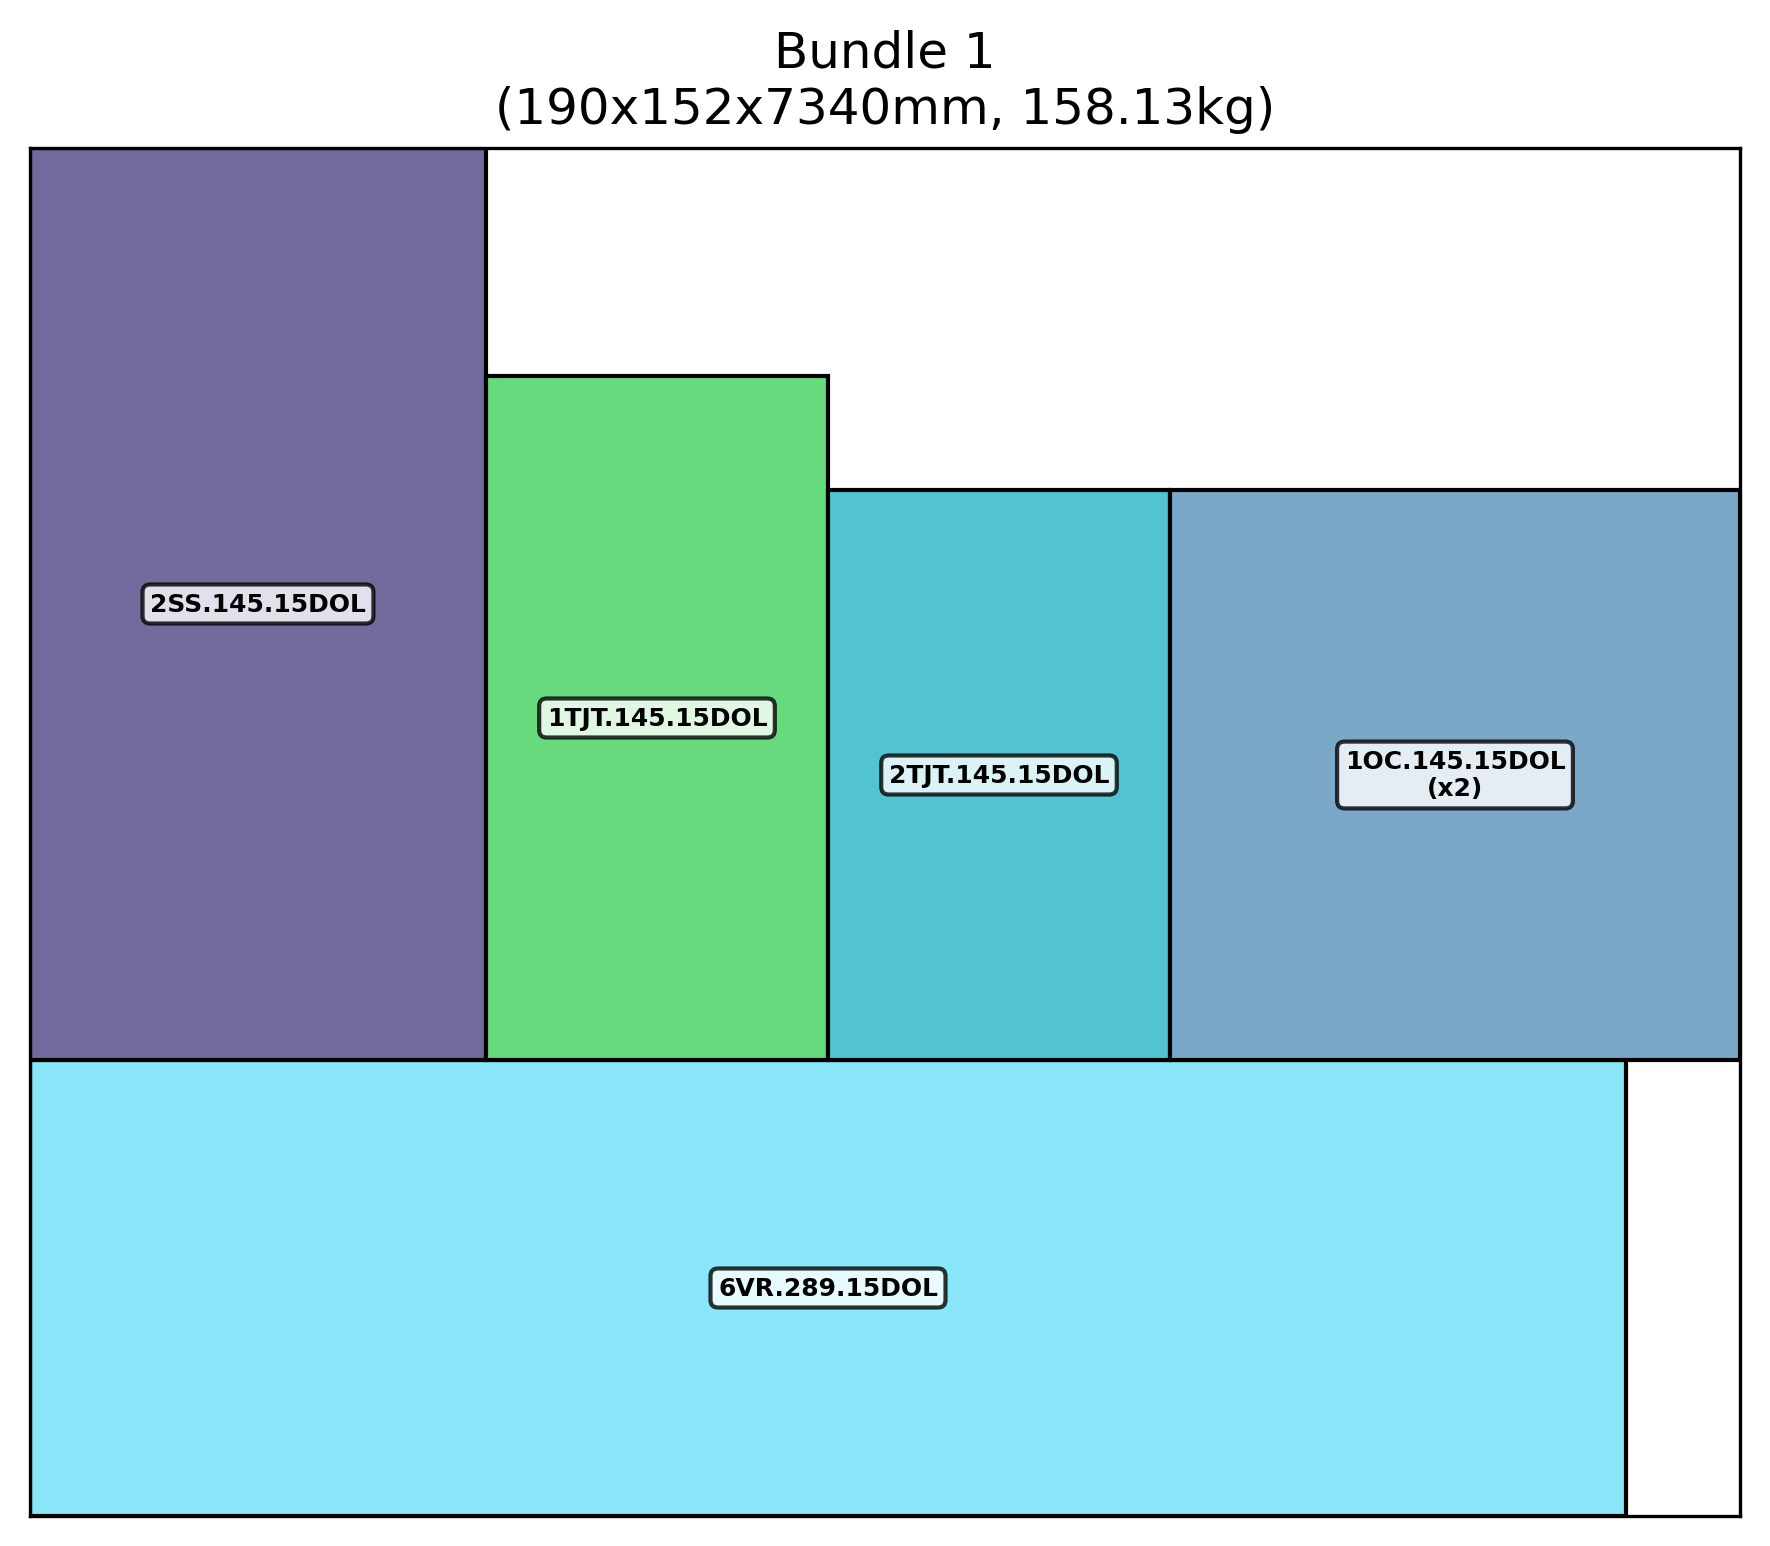 Bundle 1
(190x152x7340mm, 158.13kg)
2SS.145.15DOL
1TJT.145.15DOL
2TJT.145.15DOL
1OC.145.15DOL
(x2)
6VR.289.15DOL